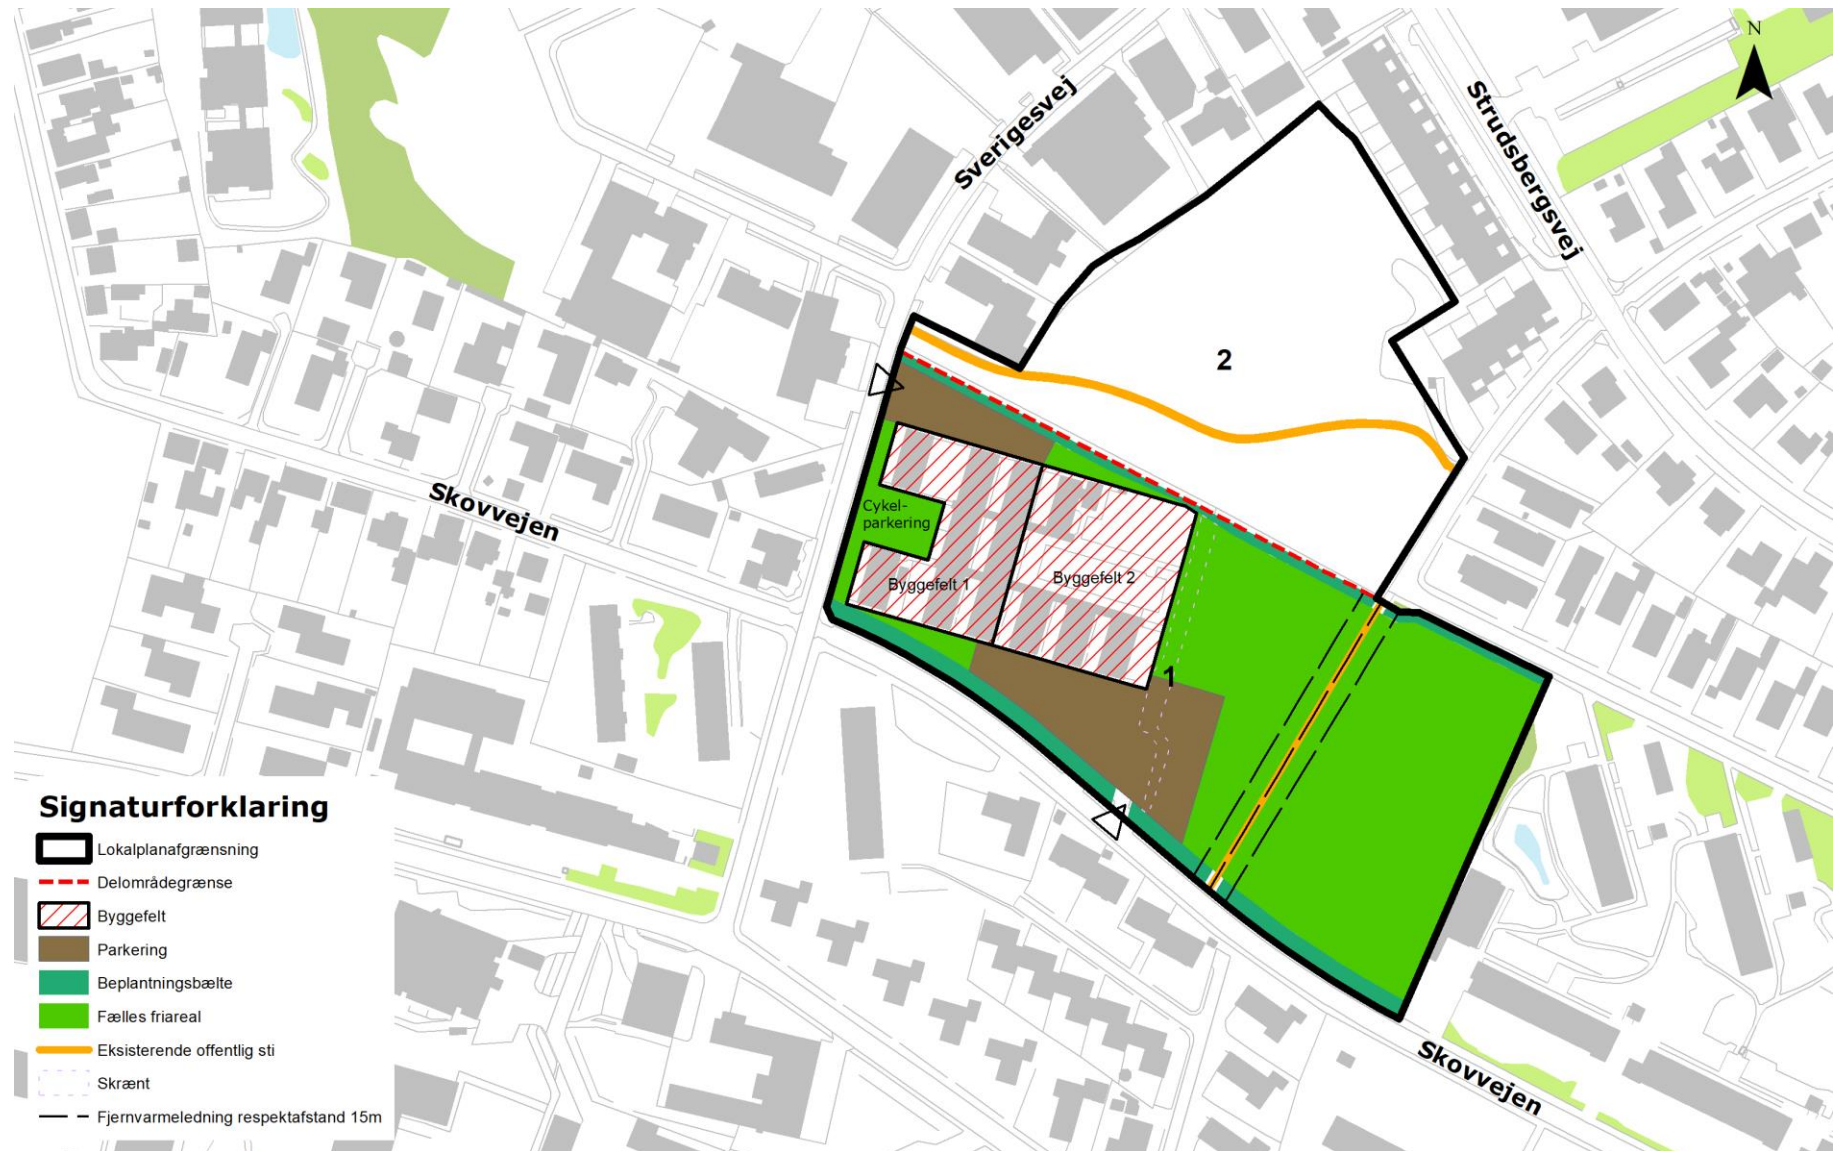 N
Sverigesvej
Strudsbergsvej
2
Skovvejen
Cykel-
parkering
Byggefelt 1
Byggefelt 2
1
Skovvejen
Signaturforklaring
Lokalplanafgrænsning
Delområdegrænse
Byggefelt
Parkering
Beplantningsbælte
Fælles friareal
Eksisterende offentlig sti
Skrænt
Fjernvarmeledning respektafstand 15m